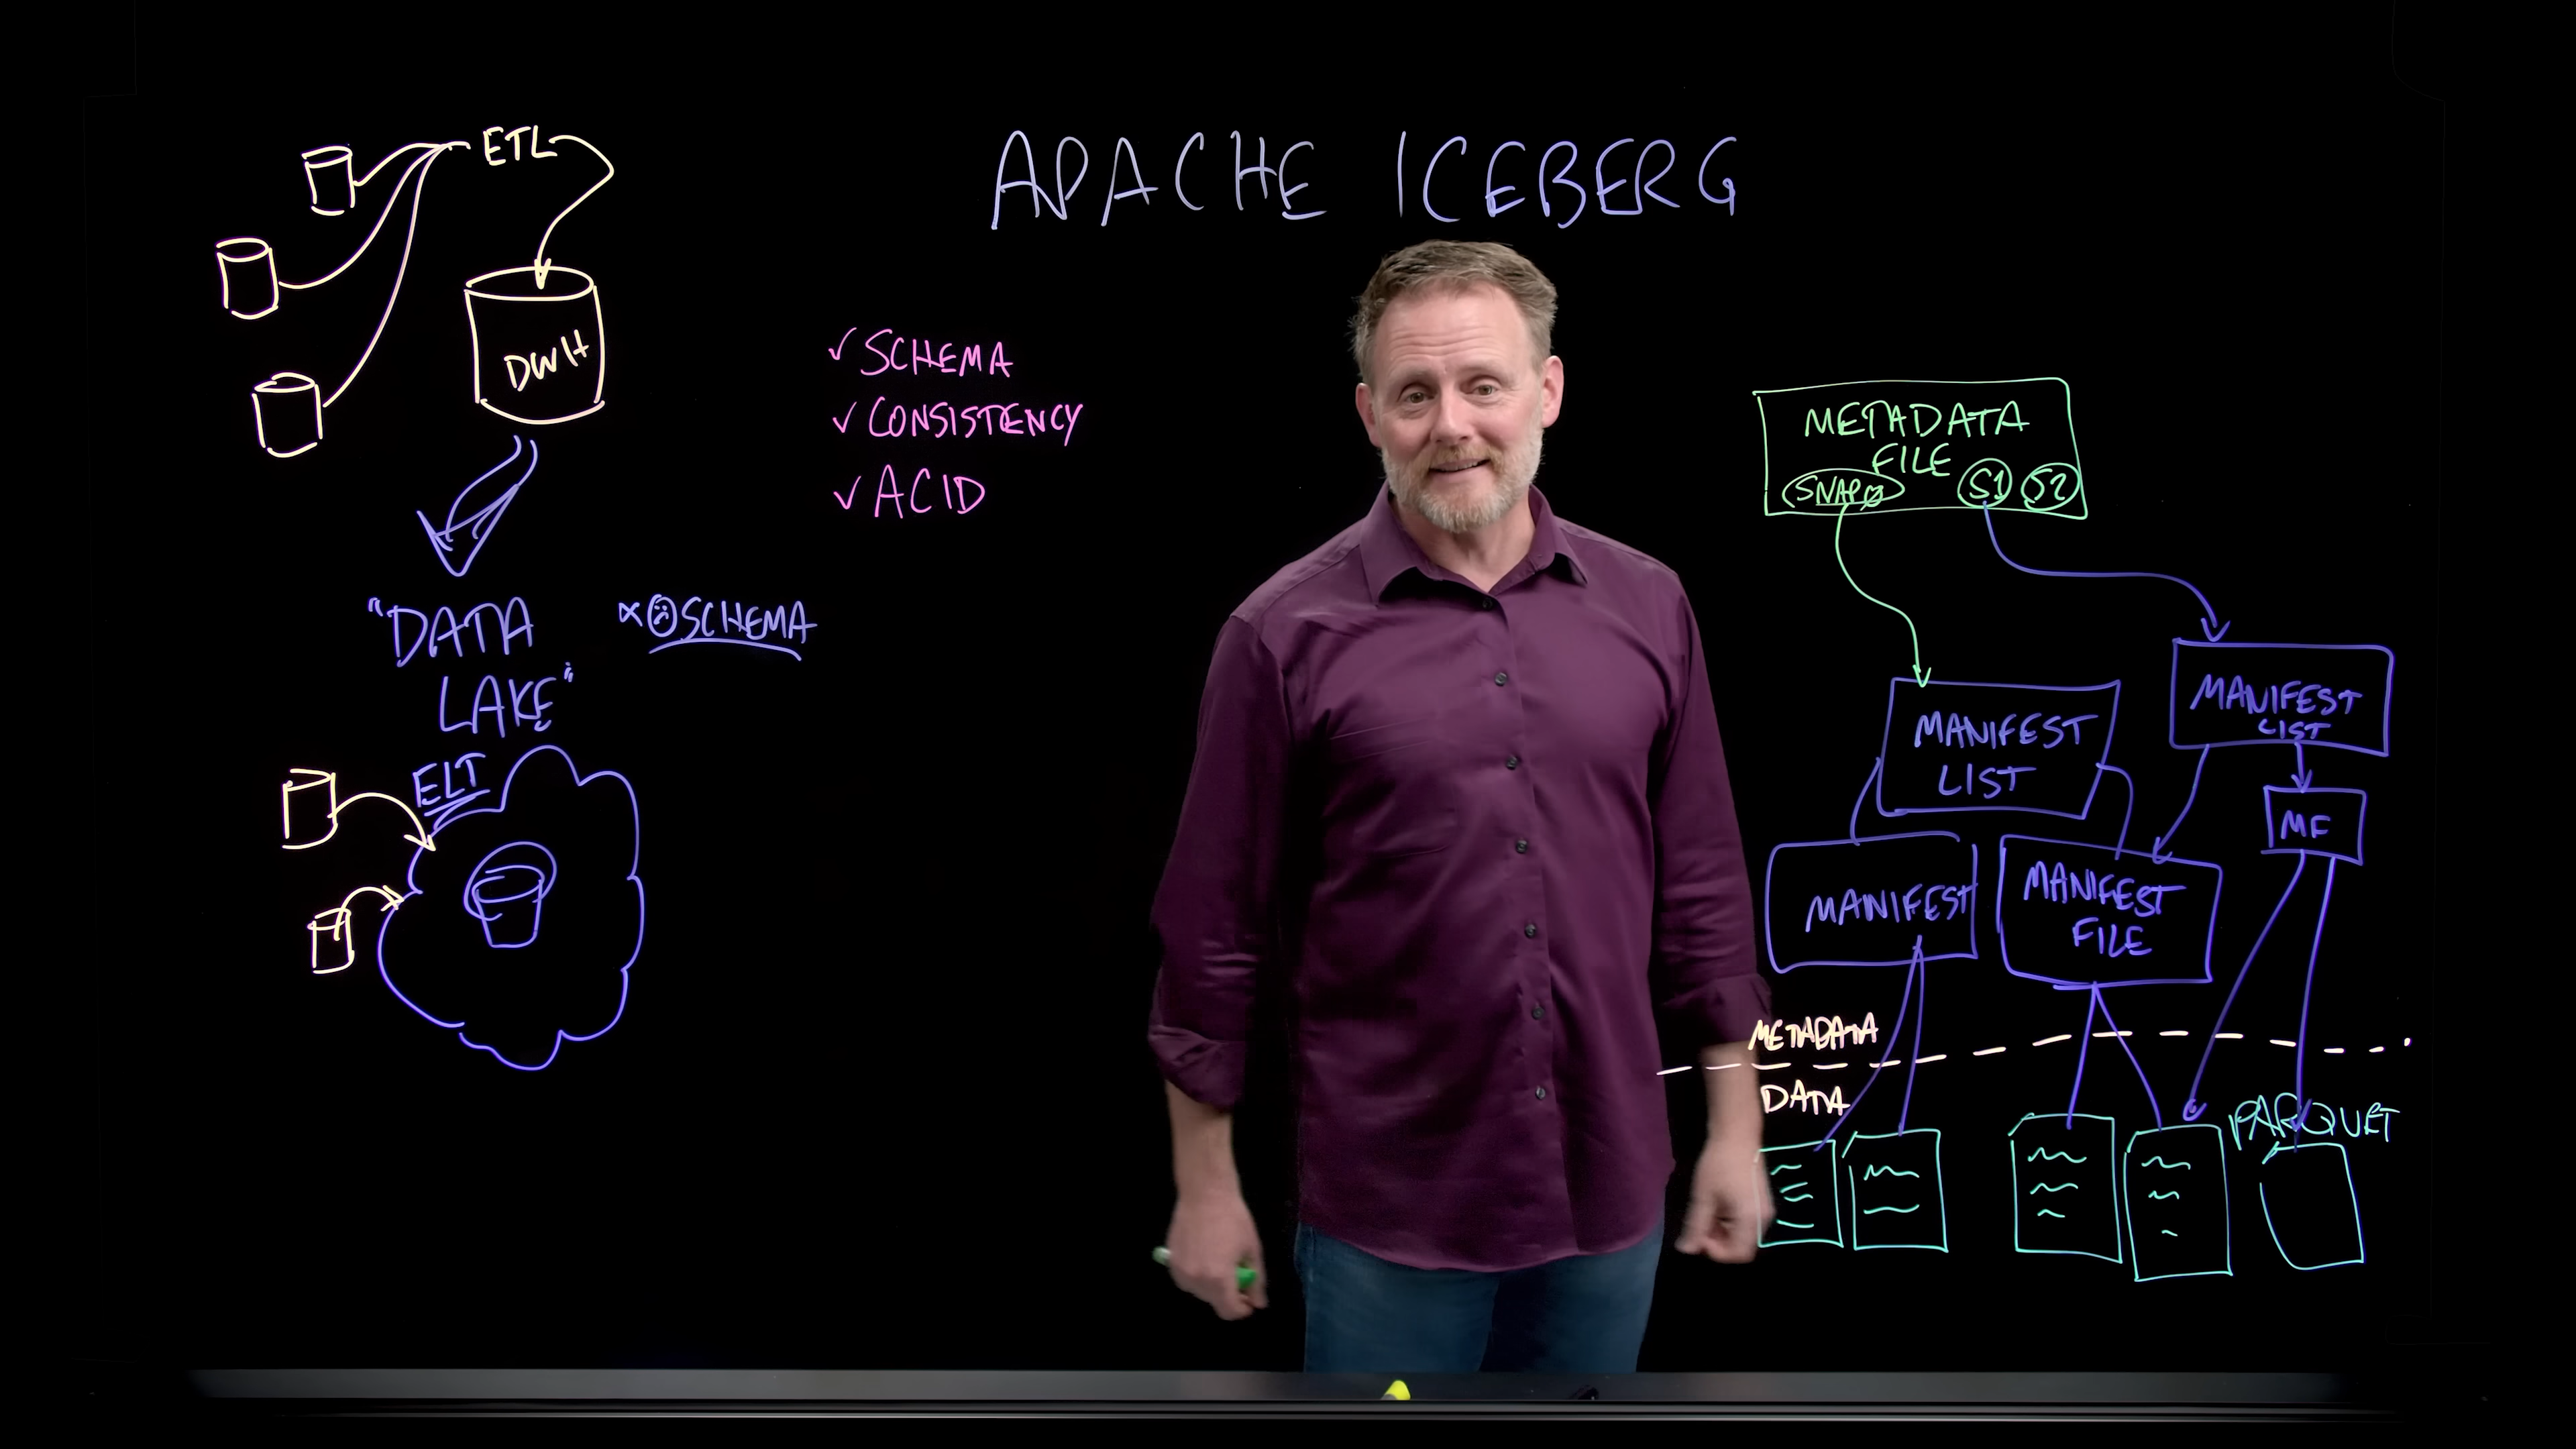 APACHE ICEBERG
ETL
DWH
"DATA
LAKE"
SCHEMA
ELT
✓ SCHEMA
✓ CONSISTENCY
✓ ACID
METADATA
FILE
SNAP0
S1
S2
MANIFEST
LIST
MANIFEST
LIST
MF
MANIFEST
MANIFEST
FILE
METADATA
DATA
PARQUET